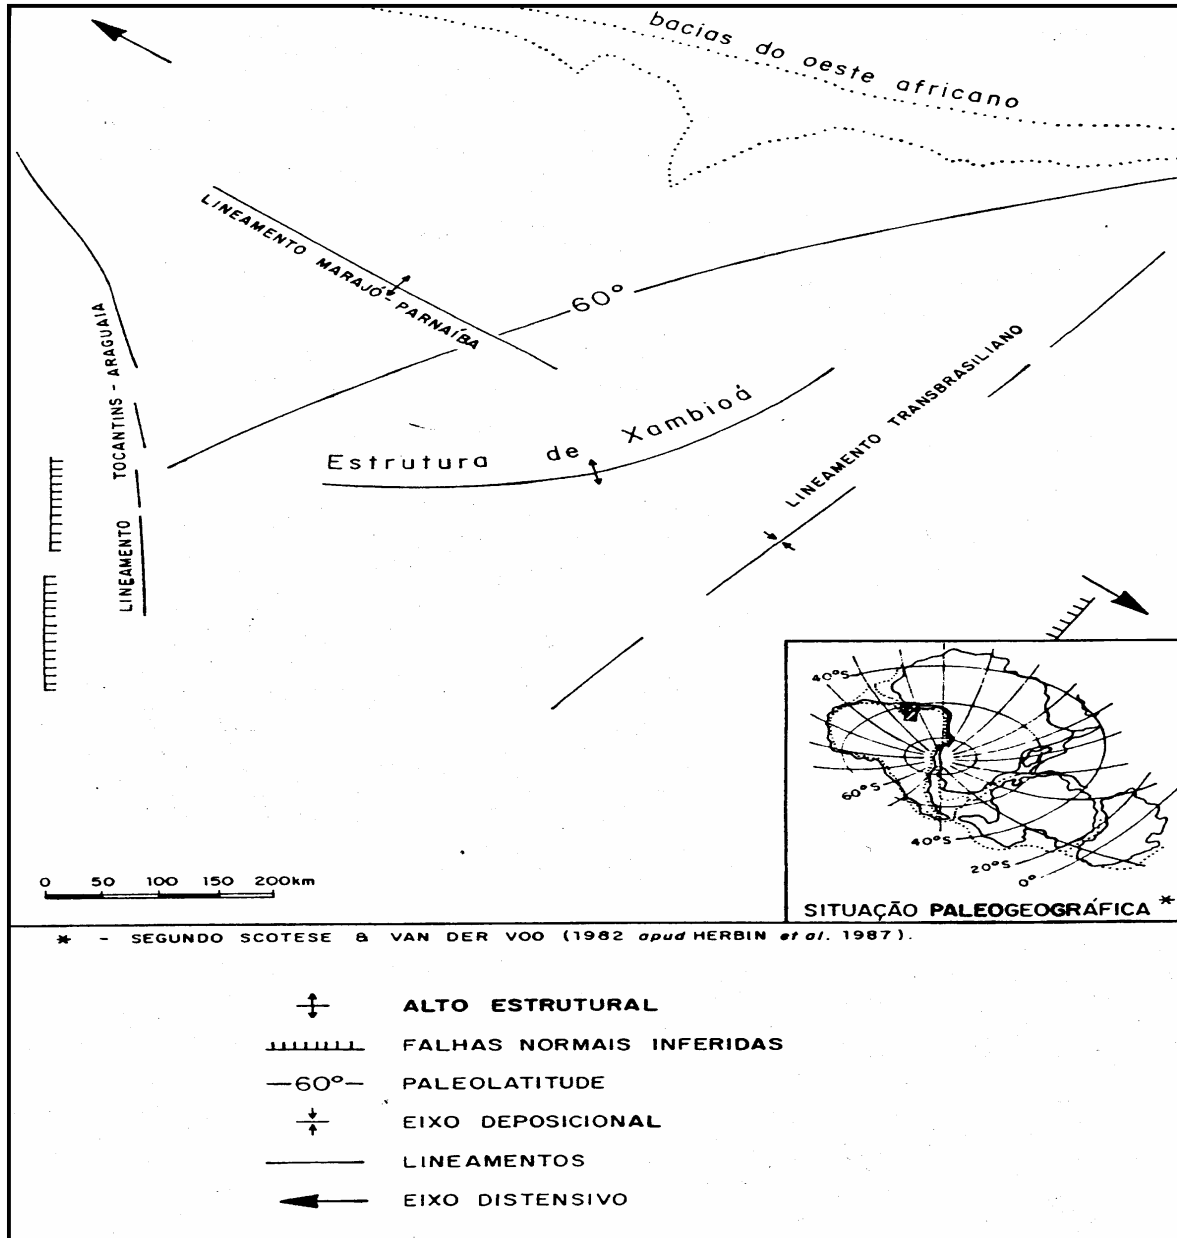 bacias do oeste africano
LINEAMENTO MARAJÓ-PARNAÍBA
60°
LINEAMENTO TOCANTINS - ARAGUAIA
LINEAMENTO TRANSBRASILIANO
Estrutura de Xambioá
40°S
60°S
40°S
20°S
0°
SITUAÇÃO PALEOGEOGRÁFICA *
0 50 100 150 200km
* - SEGUNDO SCOTESE & VAN DER VOO (1982 apud HERBIN et al. 1987).
ALTO ESTRUTURAL
FALHAS NORMAIS INFERIDAS
—60°— PALEOLATITUDE
EIXO DEPOSICIONAL
LINEAMENTOS
EIXO DISTENSIVO